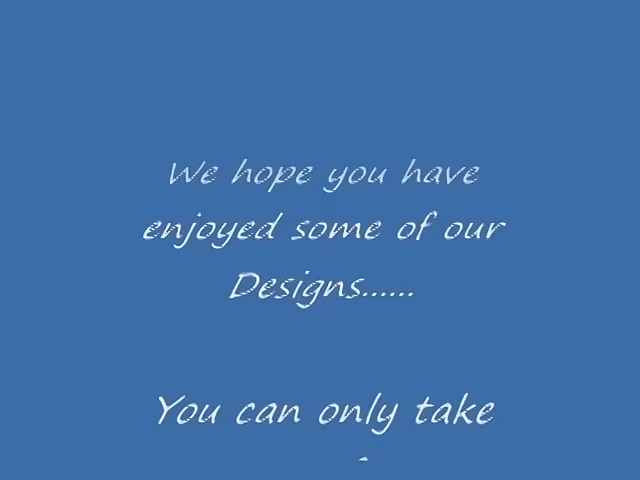 We hope you have
enjoyed some of our
Designs......
You can only take